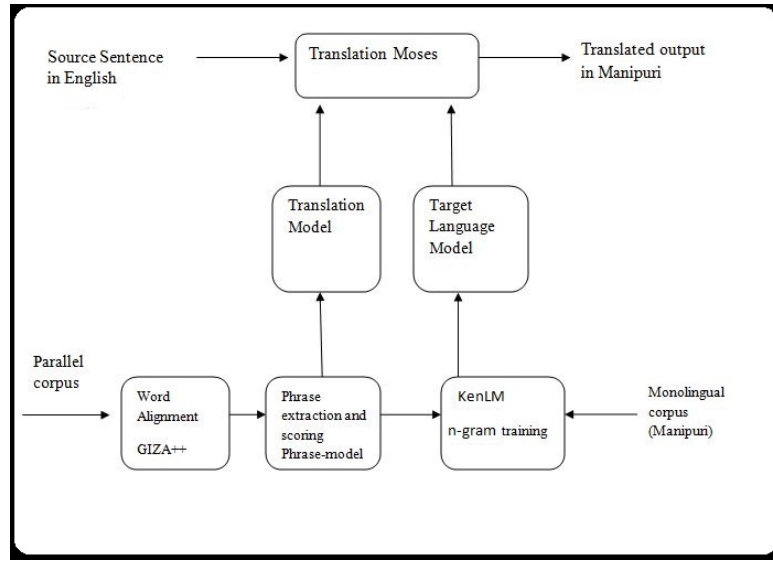 Source Sentence
in English
Translation Moses
Translated output
in Manipuri
Translation
Model
Target
Language
Model
Parallel
corpus
Word
Alignment
GIZA++
Phrase
extraction and
scoring
Phrase-model
KenLM
n-gram training
Monolingual
corpus
(Manipuri)